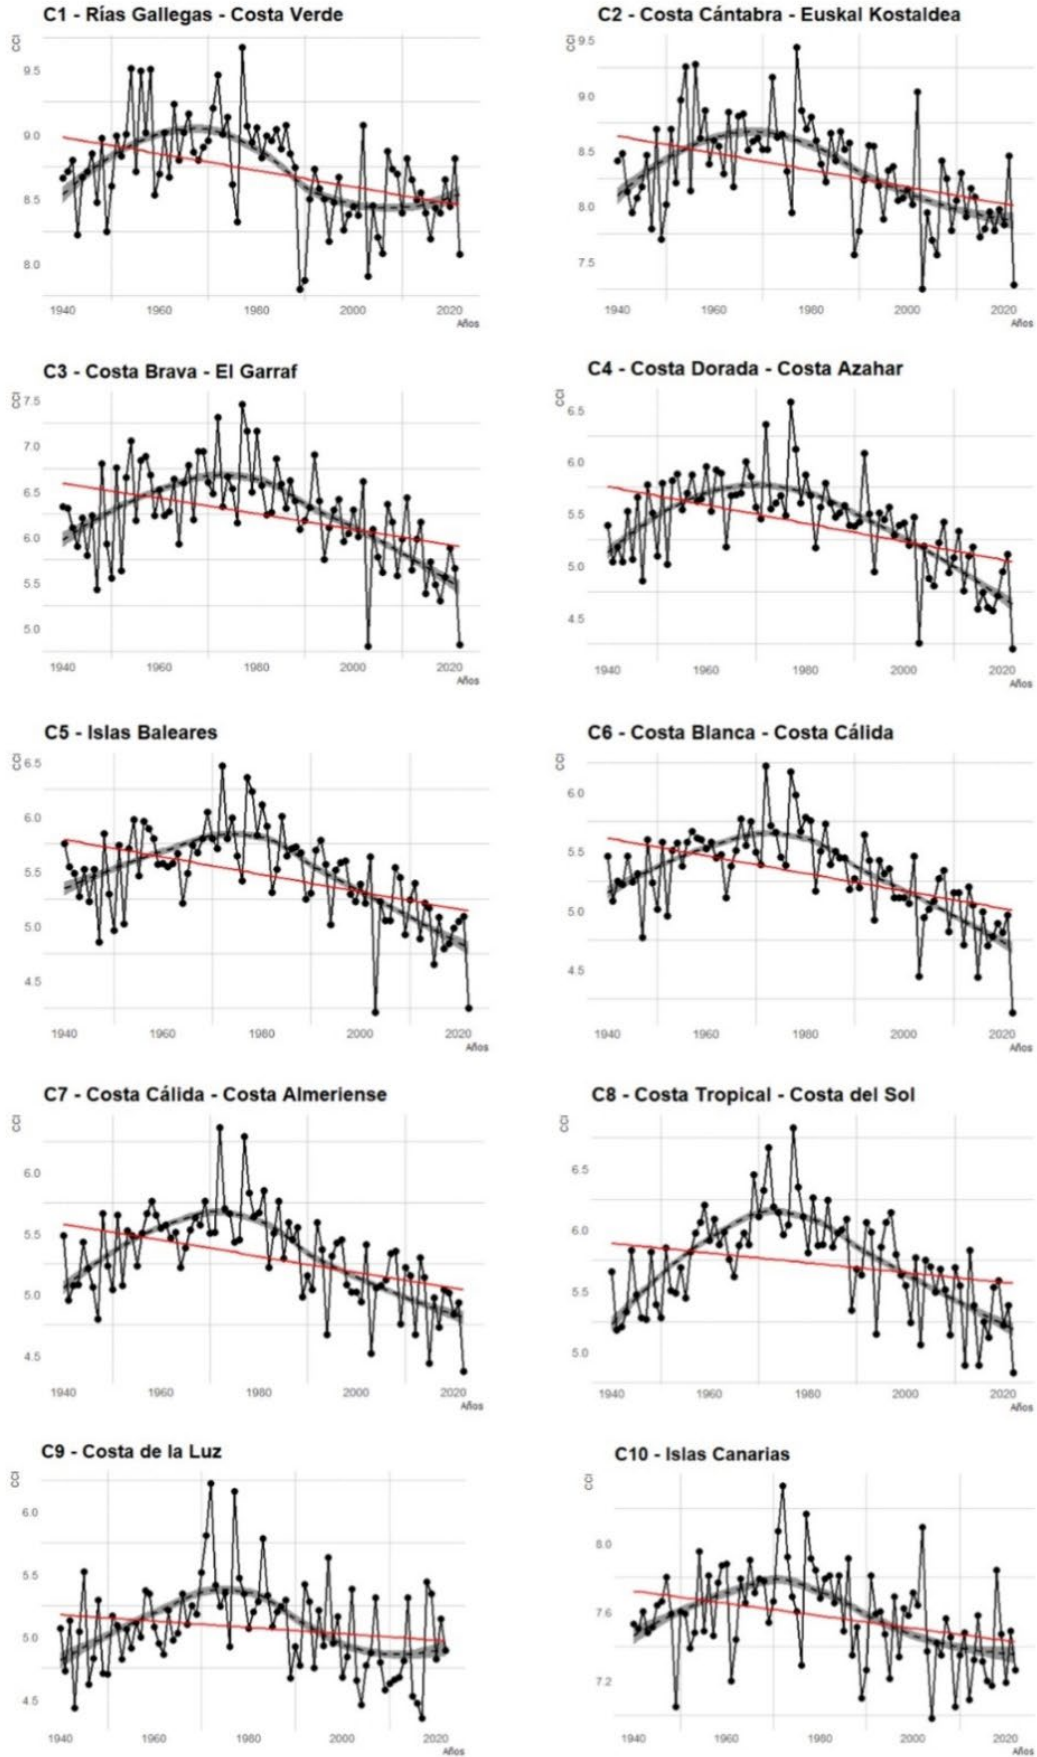 C1 - Rías Gallegas - Costa Verde
CCI
9.5
9.0
8.5
8.0
1940 1960 1980 2000 2020
Años
C2 - Costa Cántabra - Euskal Kostaldea
CCI
9.5
9.0
8.5
8.0
7.5
1940 1960 1980 2000 2020
Años
C3 - Costa Brava - El Garraf
CCI
7.5
7.0
6.5
6.0
5.5
5.0
1940 1960 1980 2000 2020
Años
C4 - Costa Dorada - Costa Azahar
CCI
6.5
6.0
5.5
5.0
4.5
1940 1960 1980 2000 2020
Años
C5 - Islas Baleares
CCI
6.5
6.0
5.5
5.0
4.5
1940 1960 1980 2000 2020
Años
C6 - Costa Blanca - Costa Cálida
CCI
6.0
5.5
5.0
4.5
1940 1960 1980 2000 2020
Años
C7 - Costa Cálida - Costa Almeriense
CCI
6.0
5.5
5.0
4.5
1940 1960 1980 2000 2020
Años
C8 - Costa Tropical - Costa del Sol
CCI
6.5
6.0
5.5
5.0
1940 1960 1980 2000 2020
Años
C9 - Costa de la Luz
CCI
6.0
5.5
5.0
4.5
1940 1960 1980 2000 2020
Años
C10 - Islas Canarias
CCI
8.0
7.6
7.2
1940 1960 1980 2000 2020
Años